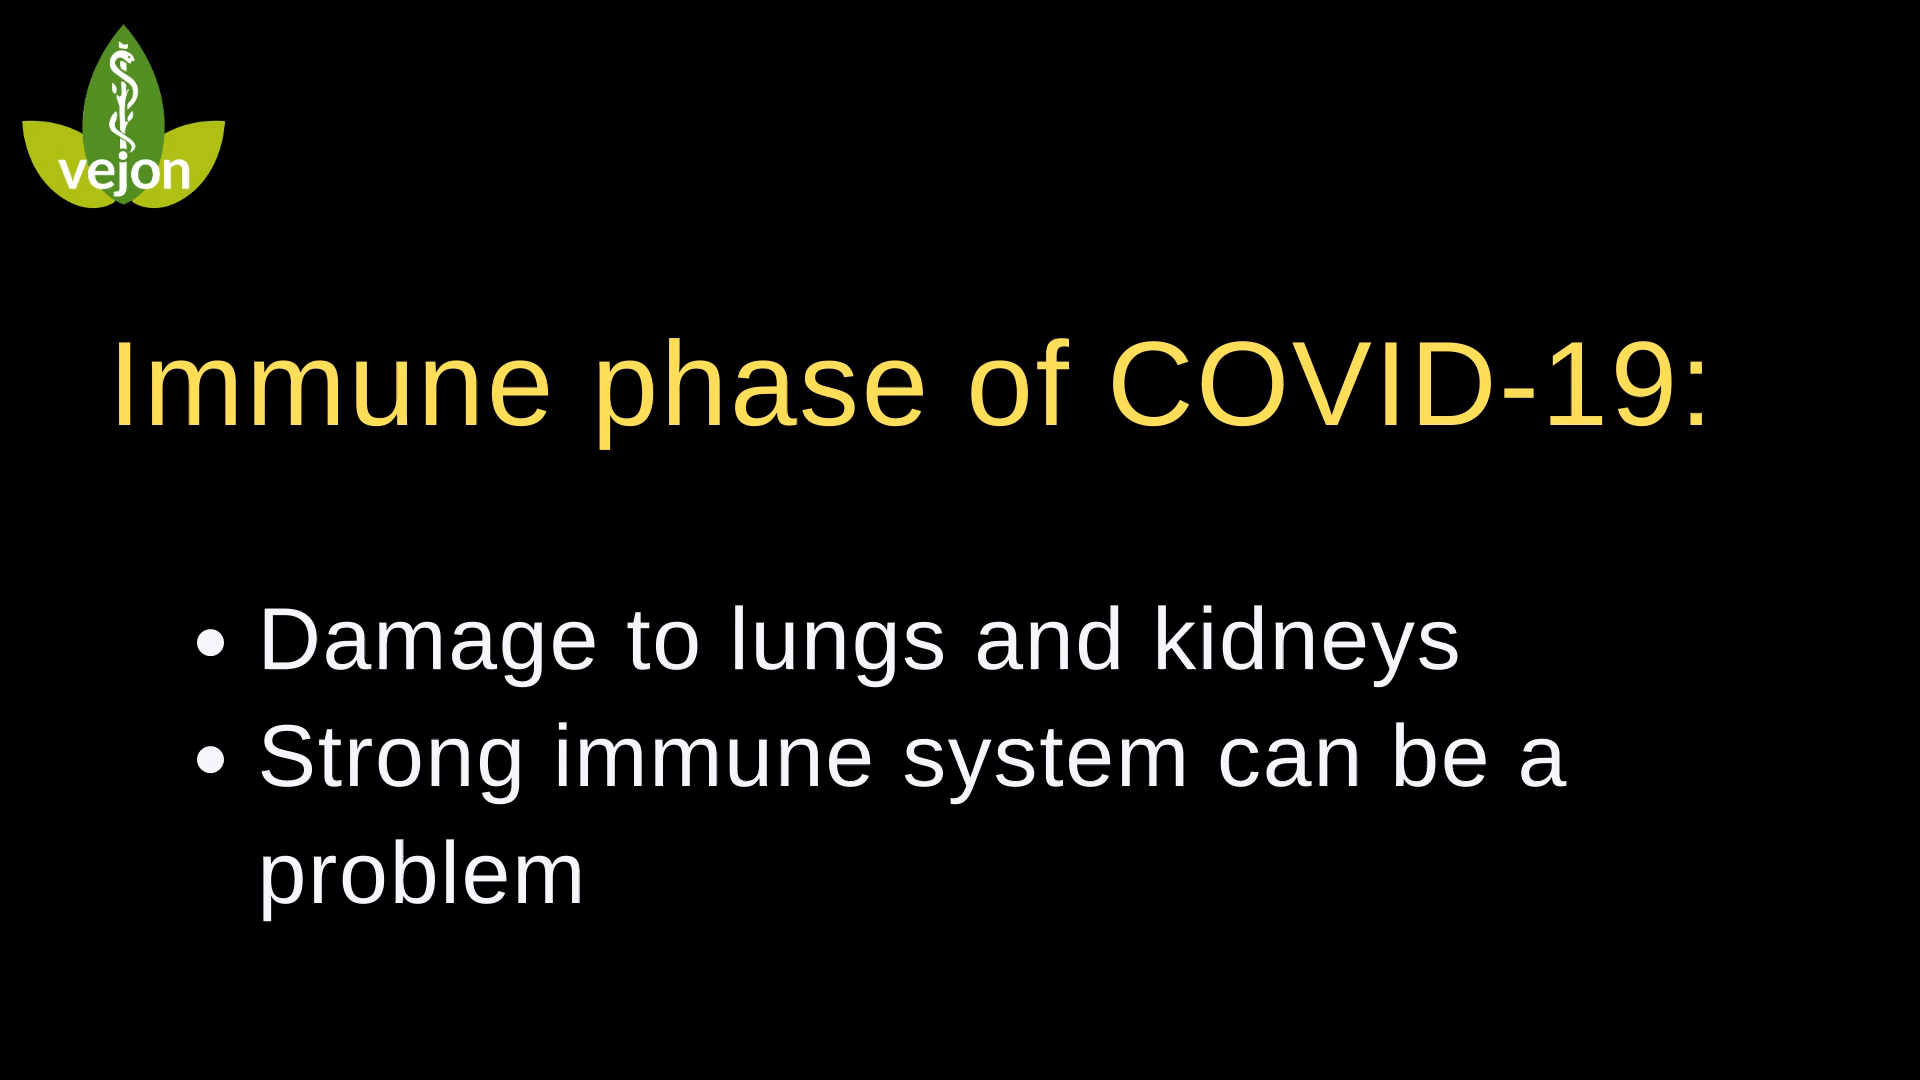 vejon
Immune phase of COVID-19:
• Damage to lungs and kidneys
• Strong immune system can be a
problem